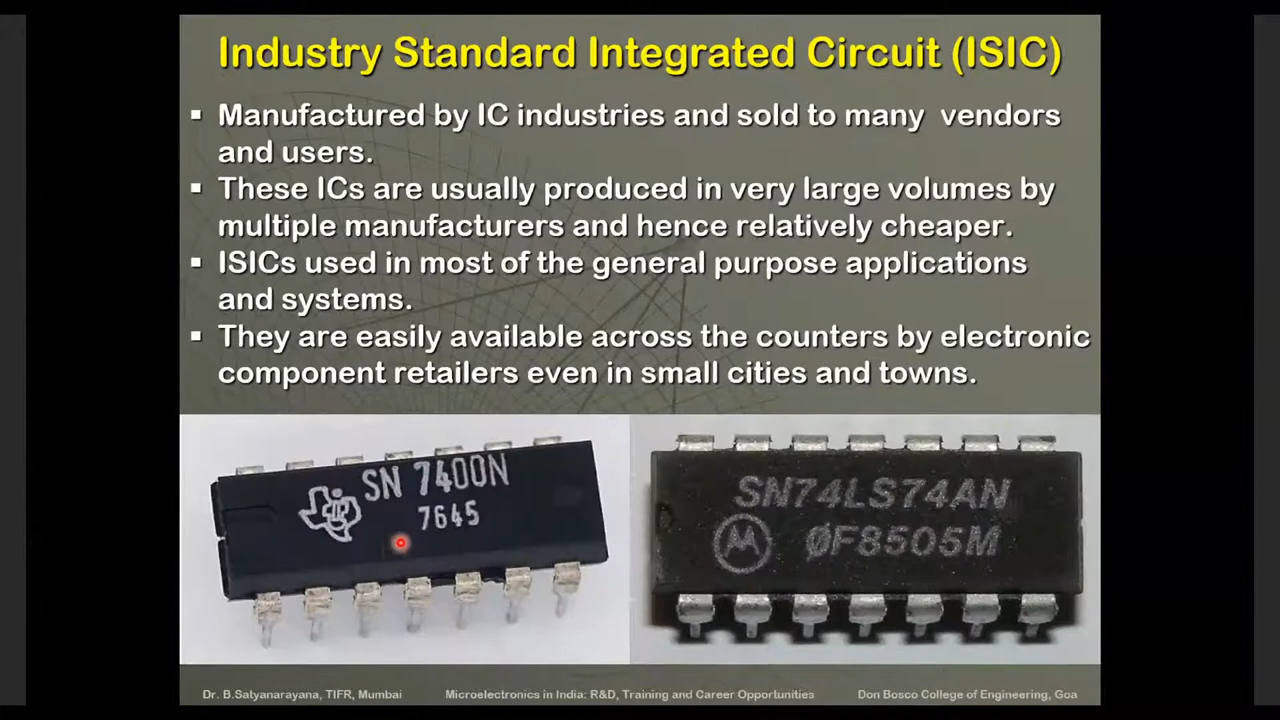 Industry Standard Integrated Circuit (ISIC)
▪ Manufactured by IC industries and sold to many vendors
and users.
▪ These ICs are usually produced in very large volumes by
multiple manufacturers and hence relatively cheaper.
▪ ISICs used in most of the general purpose applications
and systems.
▪ They are easily available across the counters by electronic
component retailers even in small cities and towns.
SN 7400N
7645
SN74LS74AN
ØF8505M
Dr. B.Satyanarayana, TIFR, Mumbai Microelectronics in India: R&D, Training and Career Opportunities Don Bosco College of Engineering, Goa